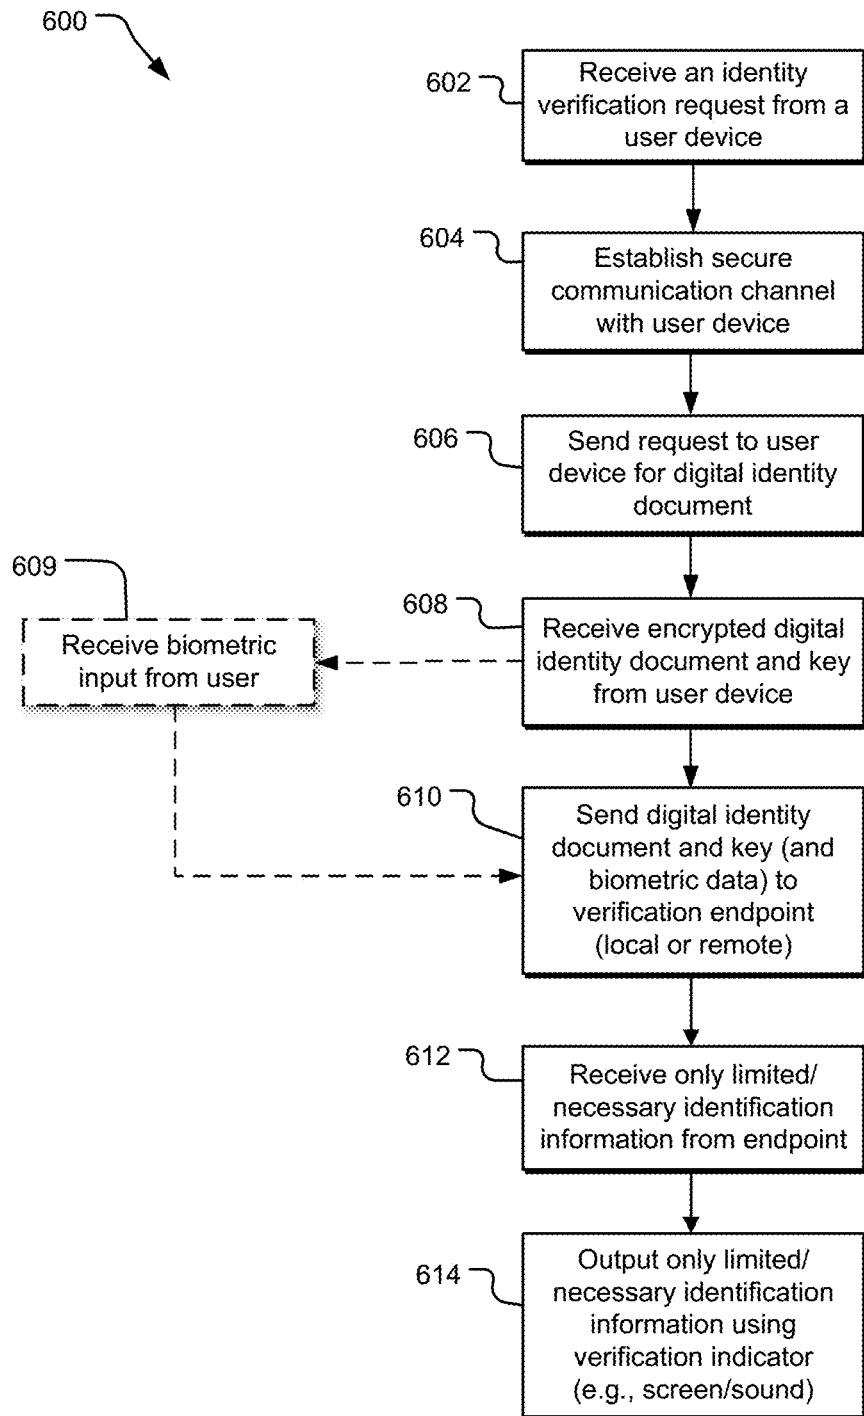 600
602
Receive an identity
verification request from a
user device
604
Establish secure
communication channel
with user device
606
Send request to user
device for digital identity
document
608
Receive encrypted digital
identity document and key
from user device
609
Receive biometric
input from user
610
Send digital identity
document and key (and
biometric data) to
verification endpoint
(local or remote)
612
Receive only limited/
necessary identification
information from endpoint
614
Output only limited/
necessary identification
information using
verification indicator
(e.g., screen/sound)